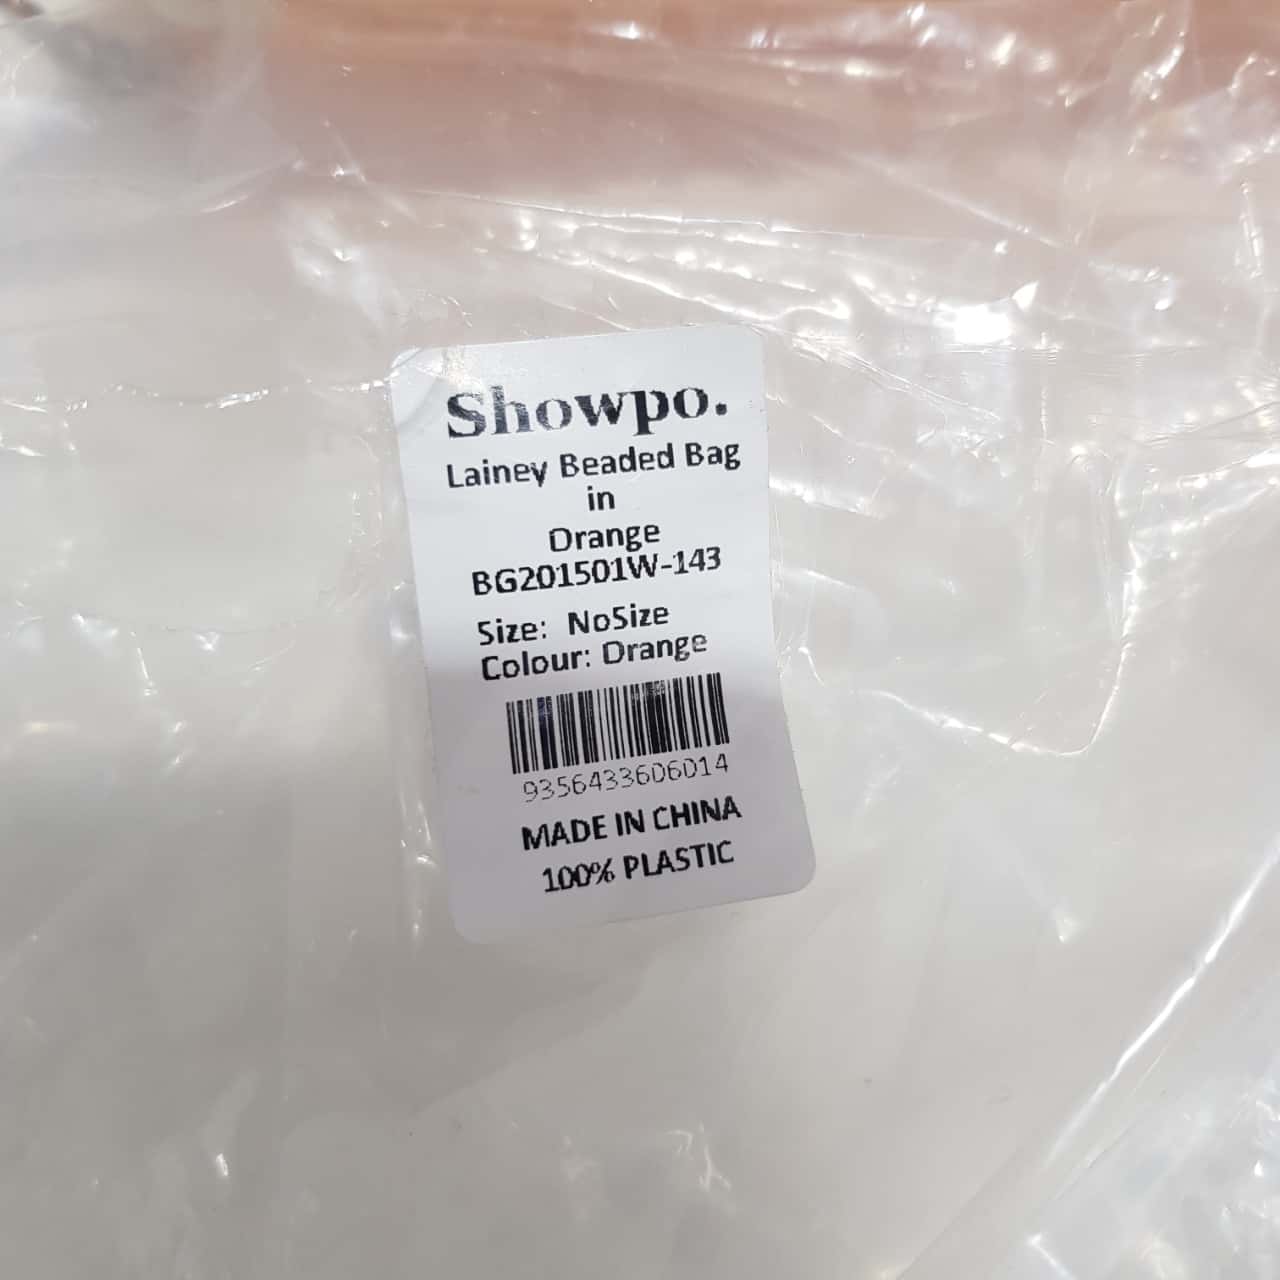 Showpo.
Lainey Beaded Bag
in
Orange
BG201501W-143
Size: NoSize
Colour: Orange
9356433606014
MADE IN CHINA
100% PLASTIC